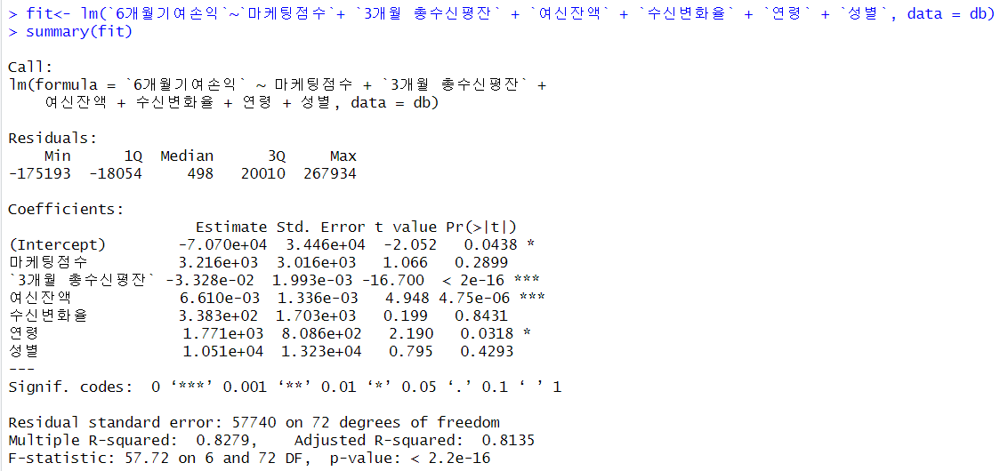 > fit<- lm(`6개월기여손익`~`마케팅점수`+ `3개월 총수신평잔` + `여신잔액` + `수신변화율` + `연령` + `성별`, data = db)
> summary(fit)
Call:
lm(formula = `6개월기여손익` ~ 마케팅점수 + `3개월 총수신평잔` +
    여신잔액 + 수신변화율 + 연령 + 성별, data = db)
Residuals:
    Min      1Q  Median      3Q     Max
-175193  -18054     498   20010  267934
Coefficients:
                     Estimate Std. Error t value Pr(>|t|)
(Intercept)        -7.070e+04  3.446e+04  -2.052   0.0438 *
마케팅점수          3.216e+03  3.016e+03   1.066   0.2899
`3개월 총수신평잔` -3.328e-02  1.993e-03 -16.700  < 2e-16 ***
여신잔액            6.610e-03  1.336e-03   4.948 4.75e-06 ***
수신변화율          3.383e+02  1.703e+03   0.199   0.8431
연령                1.771e+03  8.086e+02   2.190   0.0318 *
성별                1.051e+04  1.323e+04   0.795   0.4293
---
Signif. codes:  0 ‘***’ 0.001 ‘**’ 0.01 ‘*’ 0.05 ‘.’ 0.1 ‘ ’ 1
Residual standard error: 57740 on 72 degrees of freedom
Multiple R-squared:  0.8279,    Adjusted R-squared:  0.8135
F-statistic: 57.72 on 6 and 72 DF,  p-value: < 2.2e-16